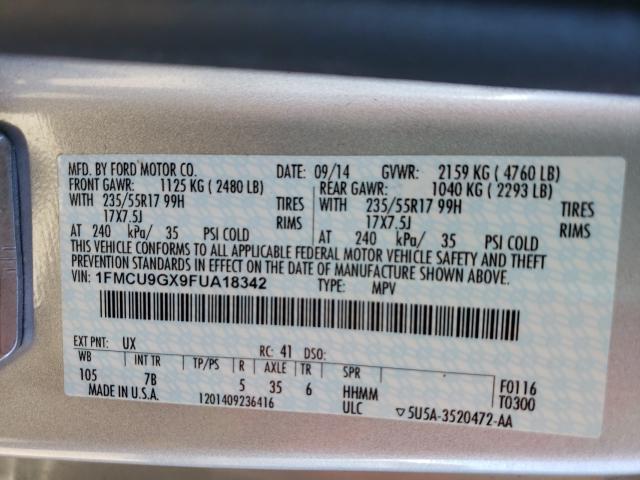 MFD. BY FORD MOTOR CO. DATE: 09/14 GVWR: 2159 KG ( 4760 LB)
FRONT GAWR: 1125 KG ( 2480 LB) REAR GAWR: 1040 KG ( 2293 LB)
WITH 235/55R17 99H TIRES WITH 235/55R17 99H TIRES
17X7.5J RIMS 17X7.5J RIMS
AT 240 kPa/ 35 PSI COLD AT 240 kPa/ 35 PSI COLD
THIS VEHICLE CONFORMS TO ALL APPLICABLE FEDERAL MOTOR VEHICLE SAFETY AND THEFT
PREVENTION STANDARDS IN EFFECT ON THE DATE OF MANUFACTURE SHOWN ABOVE.
VIN: 1FMCU9GX9FUA18342 TYPE: MPV
EXT PNT: UX RC: 41 DSO:
WB INT TR TP/PS R AXLE TR SPR
105 7B 5 35 6 HHMM F0116
MADE IN U.S.A. 1201409236416 ULC T0300
▽5U5A-3520472-AA